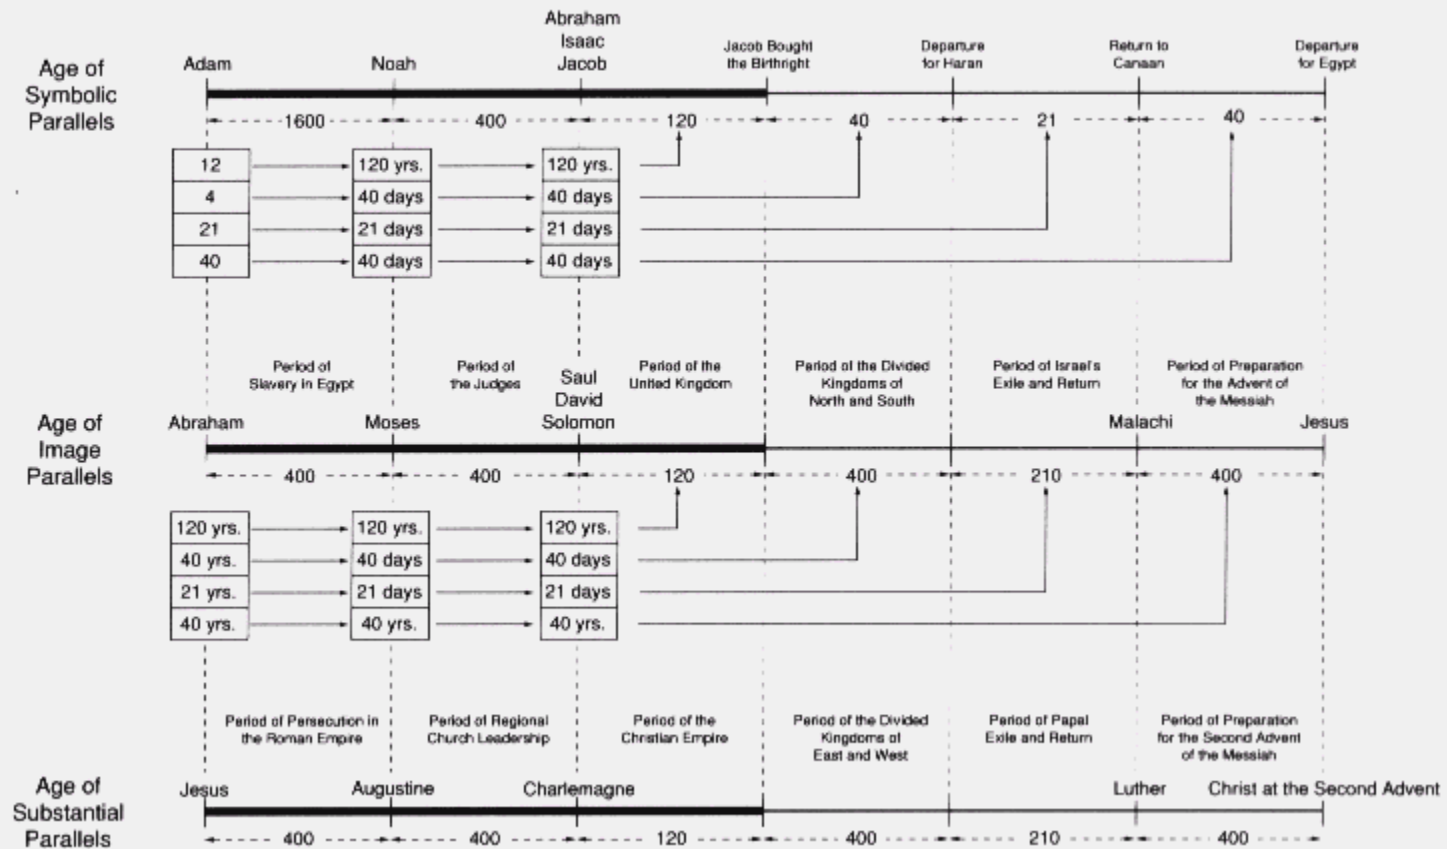 Age of
Symbolic
Parallels
Adam
Noah
Abraham
Isaac
Jacob
Jacob Bought
the Birthright
Departure
for Haran
Return to
Canaan
Departure
for Egypt
1600
400
120
40
21
40
12
120 yrs.
120 yrs.
4
40 days
40 days
21
21 days
21 days
40
40 days
40 days
Period of
Slavery in Egypt
Period of
the Judges
Period of the
United Kingdom
Period of the Divided
Kingdoms of
North and South
Period of Israel's
Exile and Return
Period of Preparation
for the Advent of
the Messiah
Age of
Image
Parallels
Abraham
Moses
Saul
David
Solomon
Malachi
Jesus
400
400
120
400
210
400
120 yrs.
120 yrs.
120 yrs.
40 yrs.
40 days
40 days
21 yrs.
21 days
21 days
40 yrs.
40 yrs.
40 yrs.
Period of Persecution in
the Roman Empire
Period of Regional
Church Leadership
Period of the
Christian Empire
Period of the Divided
Kingdoms of
East and West
Period of Papal
Exile and Return
Period of Preparation
for the Second Advent
of the Messiah
Age of
Substantial
Parallels
Jesus
Augustine
Charlemagne
Luther
Christ at the Second Advent
400
400
120
400
210
400